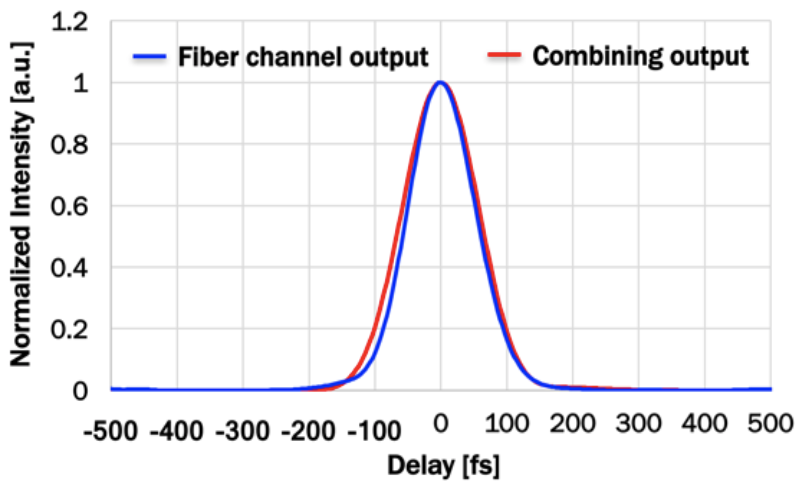 1.2
Fiber channel output Combining output
1
0.8
0.6
0.4
0.2
0
Normalized Intensity [a.u.]
-500 -400 -300 -200 -100 0 100 200 300 400 500
Delay [fs]